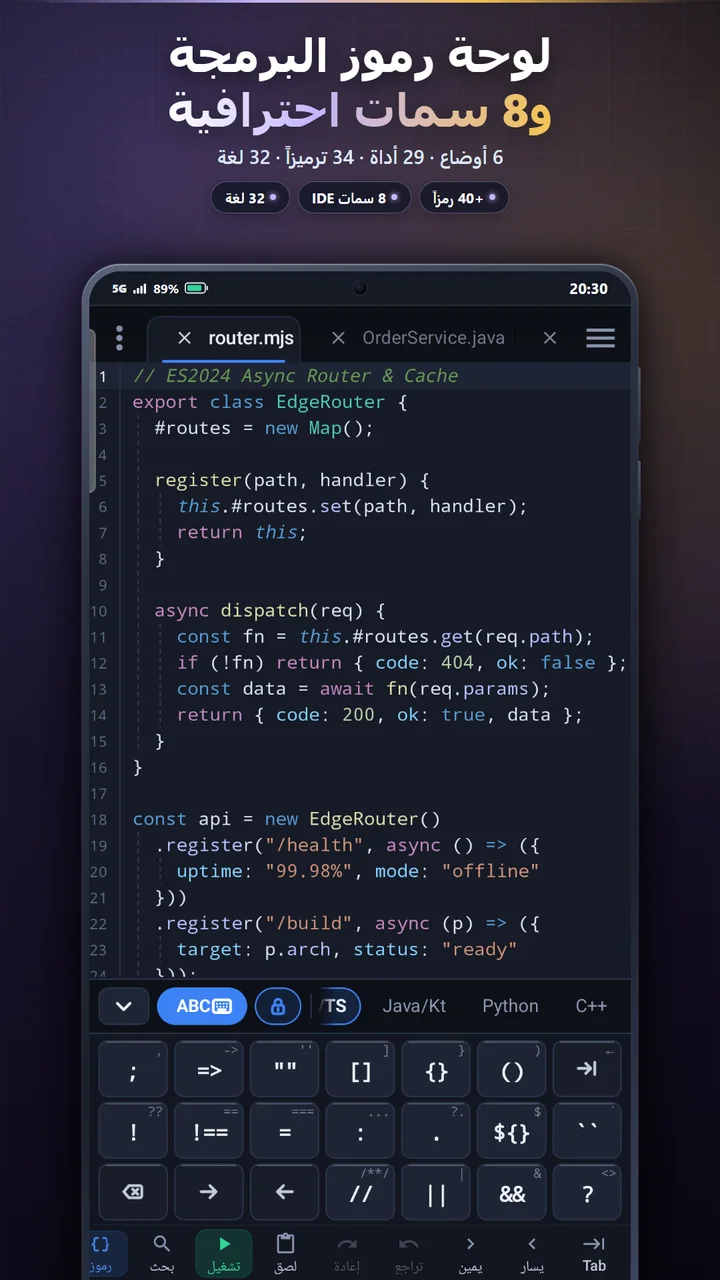 لوحة رموز البرمجة
و8 سمات احترافية
6 أوضاع · 29 أداة · 34 ترميزاً · 32 لغة
+40 رمزاً
8 سمات IDE
32 لغة
5G 89% 20:30
router.mjs OrderService.java
1 // ES2024 Async Router & Cache
2 export class EdgeRouter {
3 #routes = new Map();
4
5 register(path, handler) {
6 this.#routes.set(path, handler);
7 return this;
8 }
9
10 async dispatch(req) {
11 const fn = this.#routes.get(req.path);
12 if (!fn) return { code: 404, ok: false };
13 const data = await fn(req.params);
14 return { code: 200, ok: true, data };
15 }
16 }
17
18 const api = new EdgeRouter()
19 .register("/health", async () => ({
20 uptime: "99.98%", mode: "offline"
21 }))
22 .register("/build", async (p) => ({
23 target: p.arch, status: "ready"
24 }));
ABC /TS Java/Kt Python C++
, -> '' ] } ) ←
; => "" [] {} () →|
?? == === ... ?. $ `
! !== = : . ${} ``
/**/ | & <>
→ ← // || && ?
{}
رموز بحث تشغيل لصق إعادة تراجع يمين يسار Tab